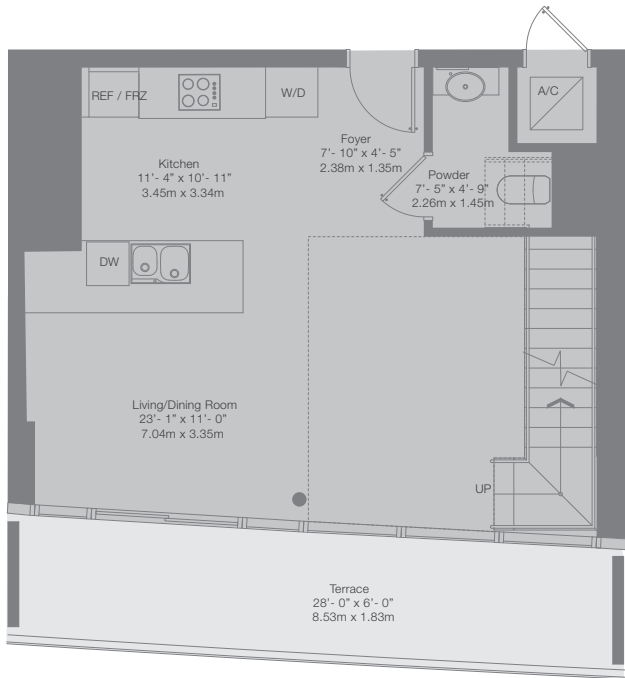 REF / FRZ
W/D
A/C
Foyer
7’- 10” x 4’- 5”
2.38m x 1.35m
Kitchen
11’- 4” x 10’- 11”
3.45m x 3.34m
Powder
7’- 5” x 4’- 9”
2.26m x 1.45m
DW
Living/Dining Room
23’- 1” x 11’- 0”
7.04m x 3.35m
UP
Terrace
28’- 0” x 6’- 0”
8.53m x 1.83m